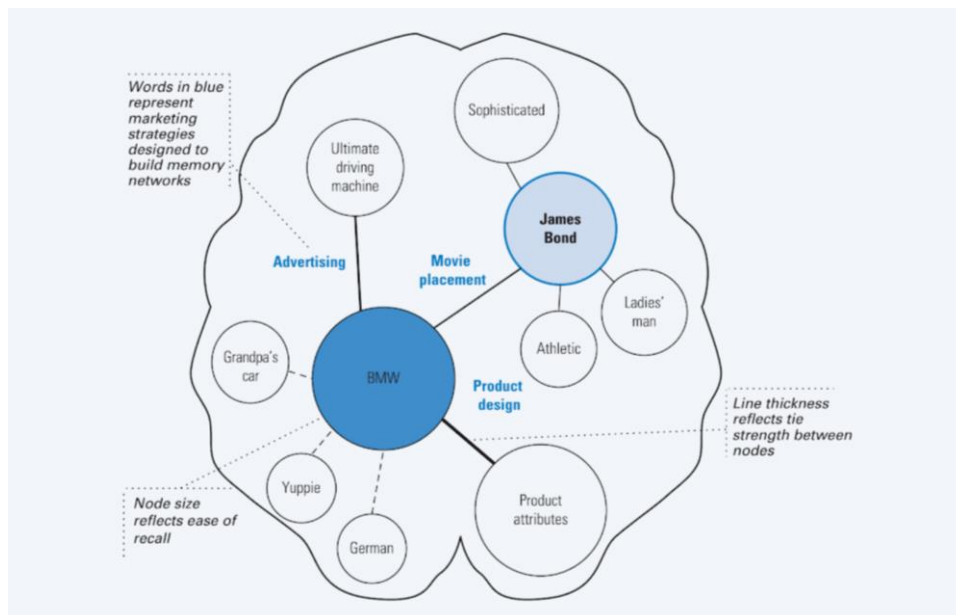 Words in blue
represent
marketing
strategies
designed to
build memory
networks
Sophisticated
Ultimate
driving
machine
James
Bond
Advertising
Movie
placement
Ladies'
man
Grandpa's
car
BMW
Athletic
Product
design
Line thickness
reflects tie
strength between
nodes
Yuppie
Product
attributes
Node size
reflects ease of
recall
German